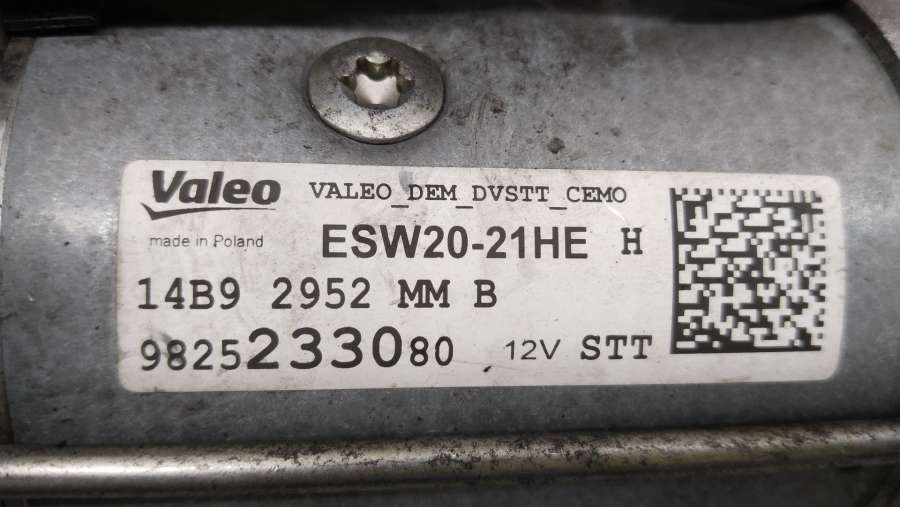 Valeo VALEO_DEM_DVSTT_CEMO
made in Poland ESW20-21HE H
14B9 2952 MM B
9825233080 12V STT